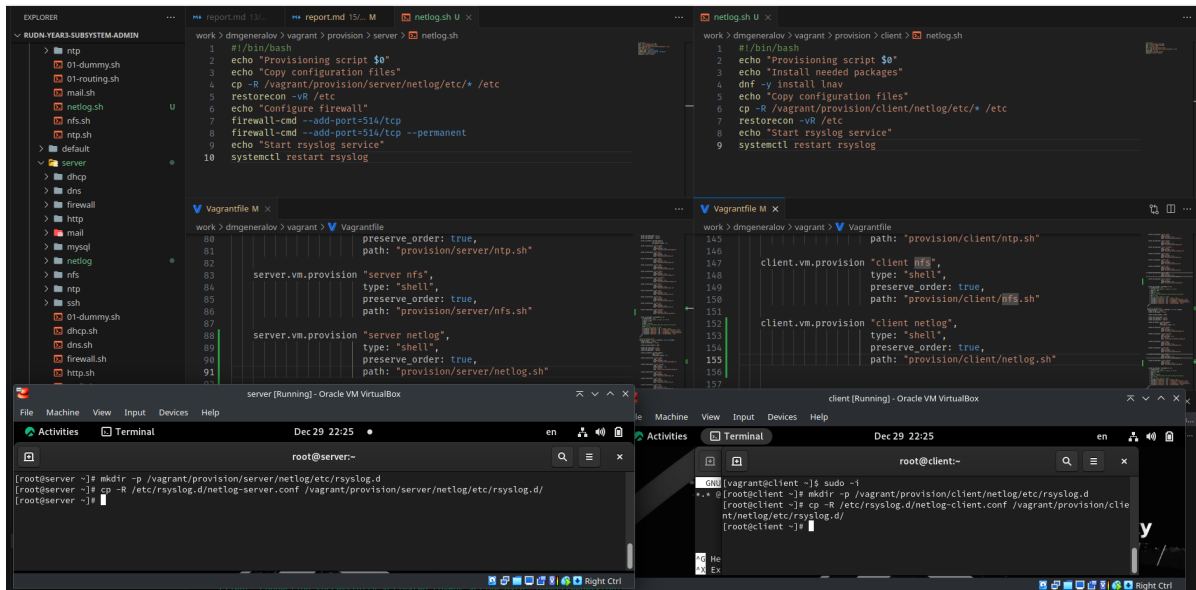 EXPLORER
RUDN-YEAR3-SUBSYSTEM-ADMIN
ntp
01-dummy.sh
01-routing.sh
mail.sh
netlog.sh U
nfs.sh
ntp.sh
default
server
dhcp
dns
firewall
http
mail
mysql
netlog
nfs
ntp
ssh
01-dummy.sh
dhcp.sh
dns.sh
firewall.sh
http.sh
report.md 13/...
report.md 15/... M
netlog.sh U
work > dmgeneralov > vagrant > provision > server > netlog.sh
1 #!/bin/bash
2 echo "Provisioning script $0"
3 echo "Copy configuration files"
4 cp -R /vagrant/provision/server/netlog/etc/* /etc
5 restorecon -vR /etc
6 echo "Configure firewall"
7 firewall-cmd --add-port=514/tcp
8 firewall-cmd --add-port=514/tcp --permanent
9 echo "Start rsyslog service"
10 systemctl restart rsyslog
netlog.sh U
work > dmgeneralov > vagrant > provision > client > netlog.sh
1 #!/bin/bash
2 echo "Provisioning script $0"
3 echo "Install needed packages"
4 dnf -y install lnav
5 echo "Copy configuration files"
6 cp -R /vagrant/provision/client/netlog/etc/* /etc
7 restorecon -vR /etc
8 echo "Start rsyslog service"
9 systemctl restart rsyslog
Vagrantfile M
work > dmgeneralov > vagrant > Vagrantfile
80 preserve_order: true,
81 path: "provision/server/ntp.sh"
82
83 server.vm.provision "server nfs",
84 type: "shell",
85 preserve_order: true,
86 path: "provision/server/nfs.sh"
87
88 server.vm.provision "server netlog",
89 type: "shell",
90 preserve_order: true,
91 path: "provision/server/netlog.sh"
92
Vagrantfile M
work > dmgeneralov > vagrant > Vagrantfile
145 path: "provision/client/ntp.sh"
146
147 client.vm.provision "client nfs",
148 type: "shell",
149 preserve_order: true,
150 path: "provision/client/nfs.sh"
151
152 client.vm.provision "client netlog",
153 type: "shell",
154 preserve_order: true,
155 path: "provision/client/netlog.sh"
156
157
server [Running] - Oracle VM VirtualBox
File Machine View Input Devices Help
Activities Terminal Dec 29 22:25 en
root@server:~
[root@server ~]# mkdir -p /vagrant/provision/server/netlog/etc/rsyslog.d
[root@server ~]# cp -R /etc/rsyslog.d/netlog-server.conf /vagrant/provision/server/netlog/etc/rsyslog.d/
[root@server ~]#
Right Ctrl
client [Running] - Oracle VM VirtualBox
le Machine View Input Devices Help
Activities Terminal Dec 29 22:25 en
root@client:~
GNU
*.* @
[vagrant@client ~]$ sudo -i
[root@client ~]# mkdir -p /vagrant/provision/client/netlog/etc/rsyslog.d
[root@client ~]# cp -R /etc/rsyslog.d/netlog-client.conf /vagrant/provision/clie
nt/netlog/etc/rsyslog.d/
[root@client ~]#
^G He
^X Ex
y
Right Ctrl